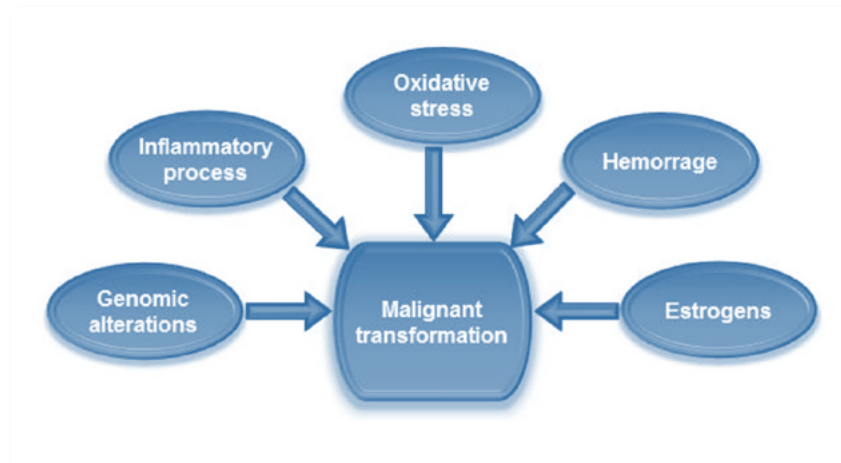 Oxidative
stress
Inflammatory
process
Hemorrage
Genomic
alterations
Malignant
transformation
Estrogens